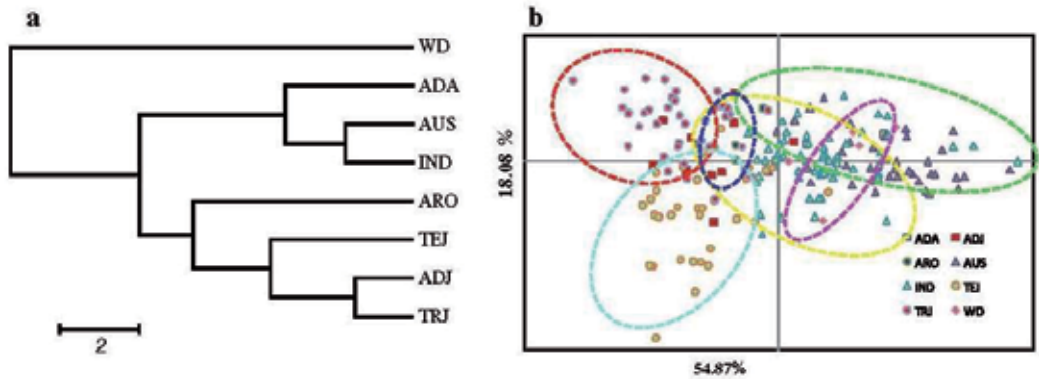 a
WD
ADA
AUS
IND
ARO
TEJ
ADJ
TRJ
2
b
18.08 %
54.87%
ADA ADJ
ARO AUS
IND TEJ
TRJ WD